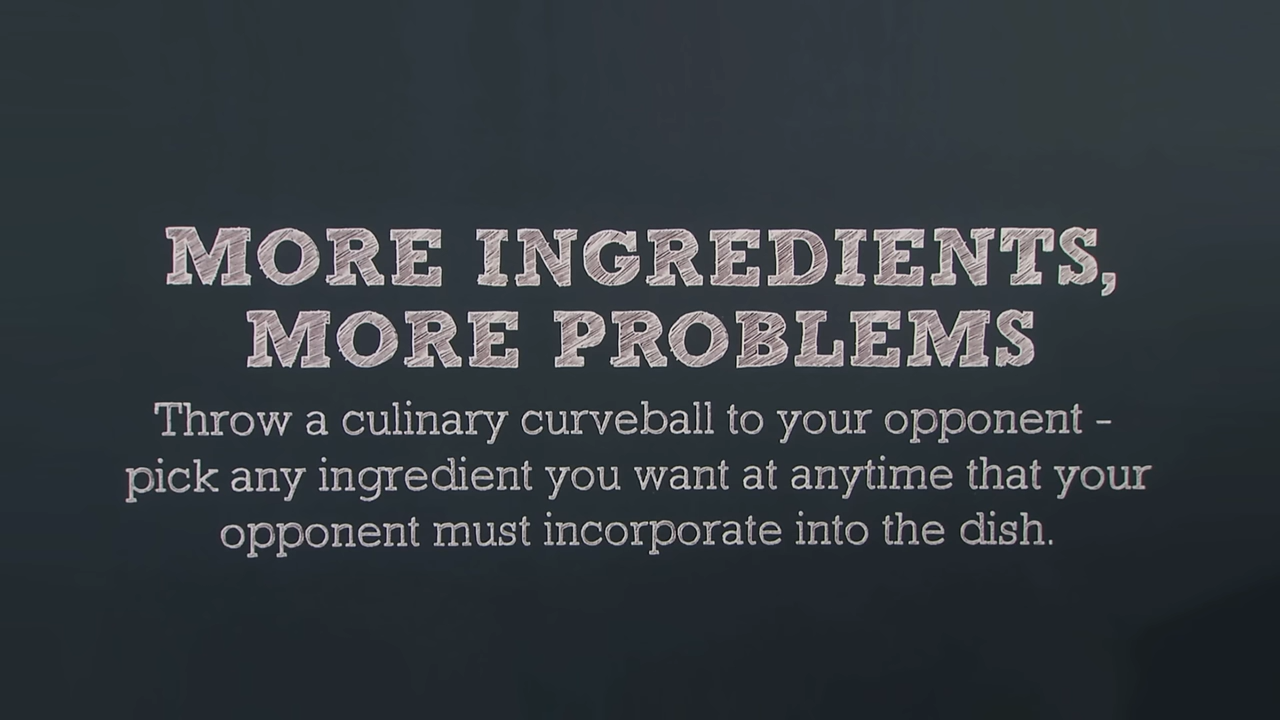 MORE INGREDIENTS,
MORE PROBLEMS
Throw a culinary curveball to your opponent -
pick any ingredient you want at anytime that your
opponent must incorporate into the dish.